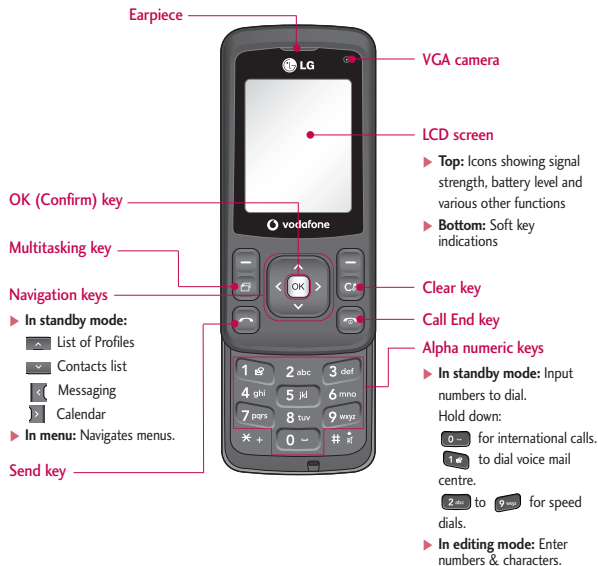 Earpiece
VGA camera
LG
LCD screen
Top: Icons showing signal
strength, battery level and
various other functions
Bottom: Soft key
indications
OK (Confirm) key
vodafone
Multitasking key
OK
Navigation keys
In standby mode:
List of Profiles
Contacts list
Messaging
Calendar
In menu: Navigates menus.
Send key
Clear key
Call End key
Alpha numeric keys
In standby mode: Input
numbers to dial.
Hold down:
0 for international calls.
1 to dial voice mail
centre.
2 abc to 9 wxyz for speed
dials.
In editing mode: Enter
numbers & characters.
1 2 abc 3 def
4 ghi 5 jkl 6 mno
7 pqrs 8 tuv 9 wxyz
* + 0 #